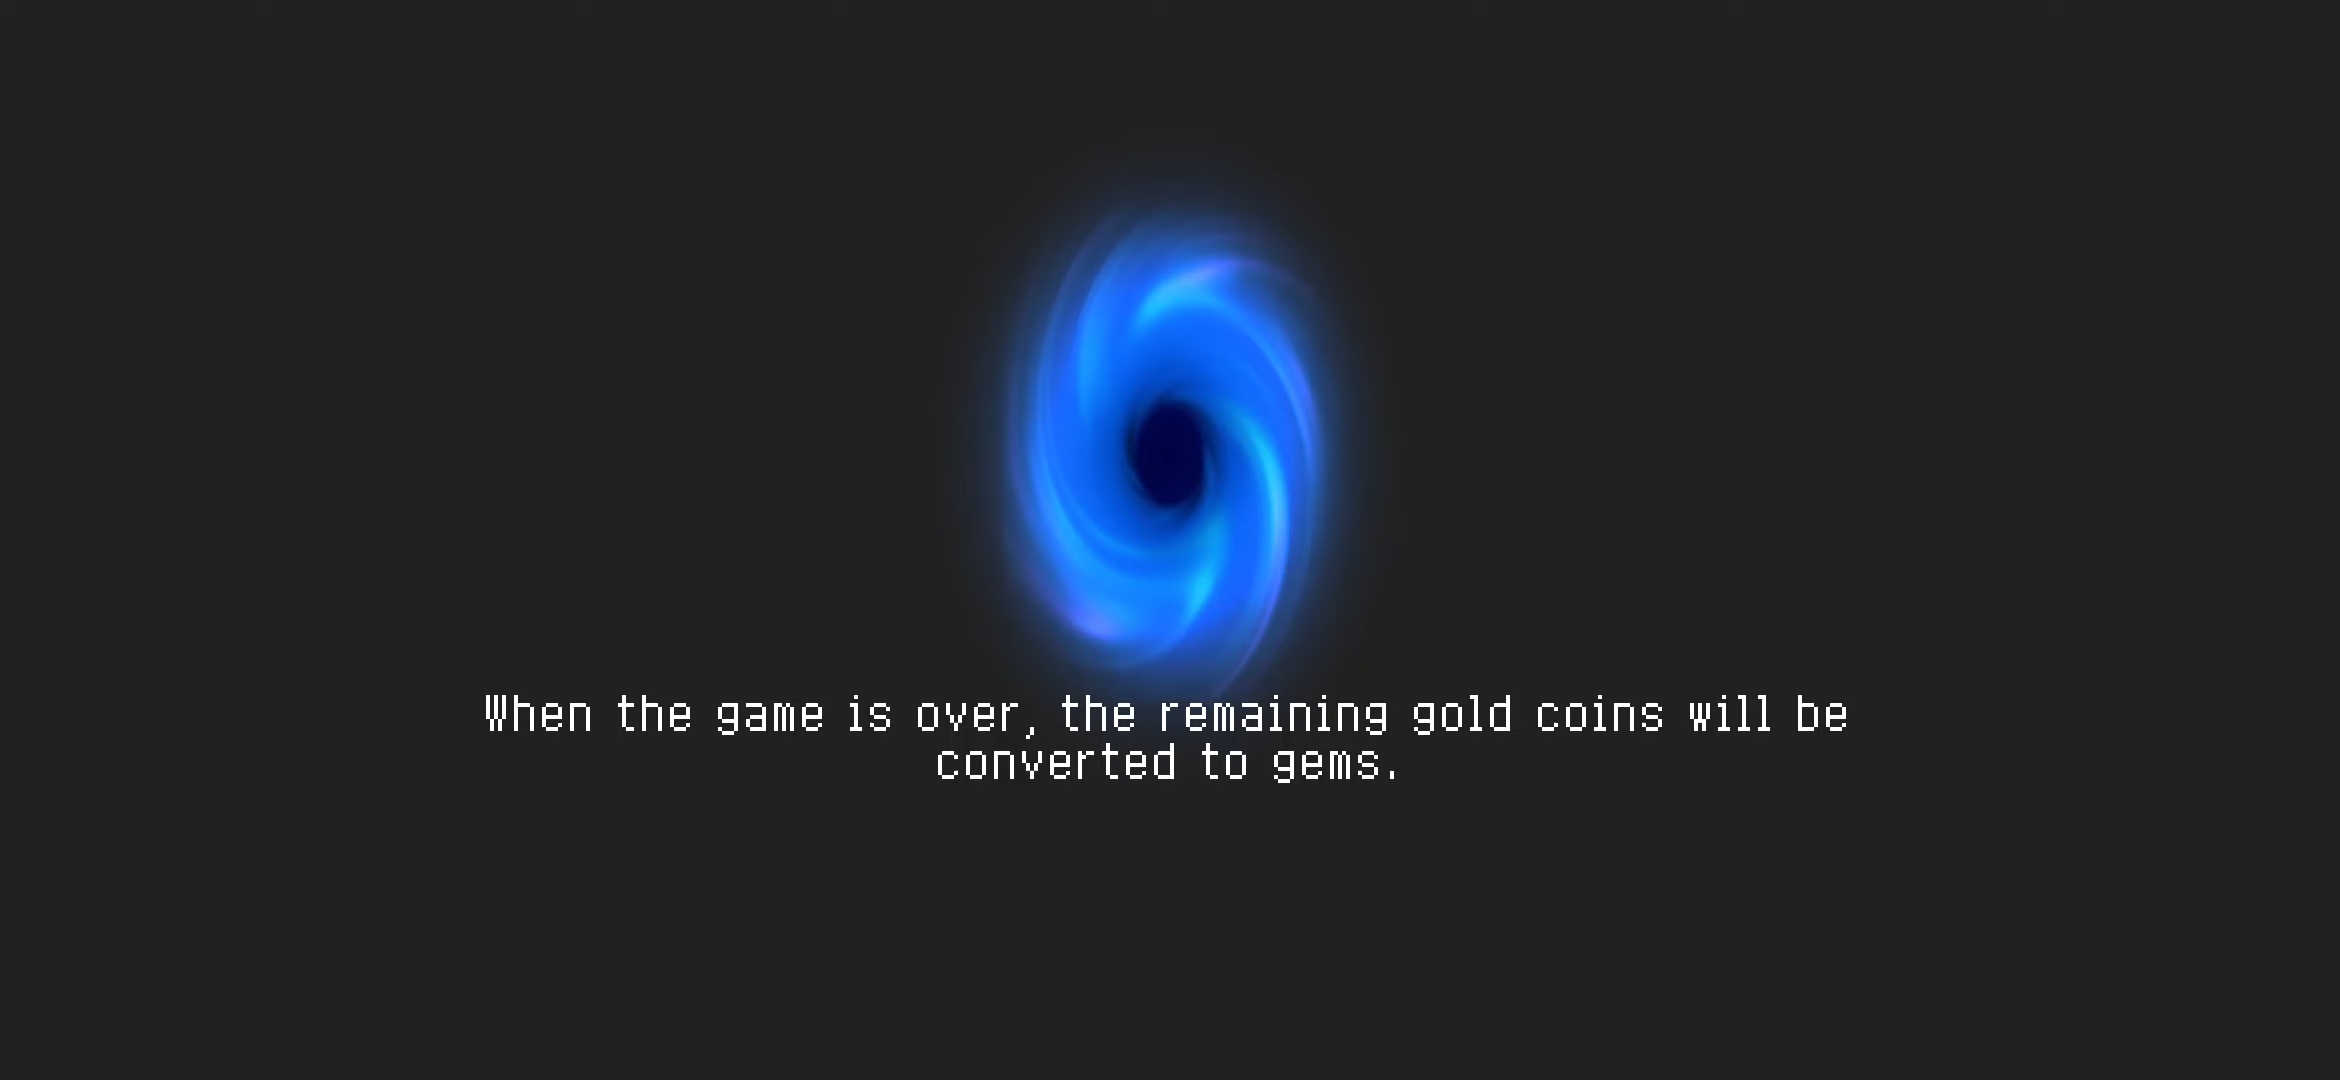 When the game is over, the remaining gold coins will be
converted to gems.